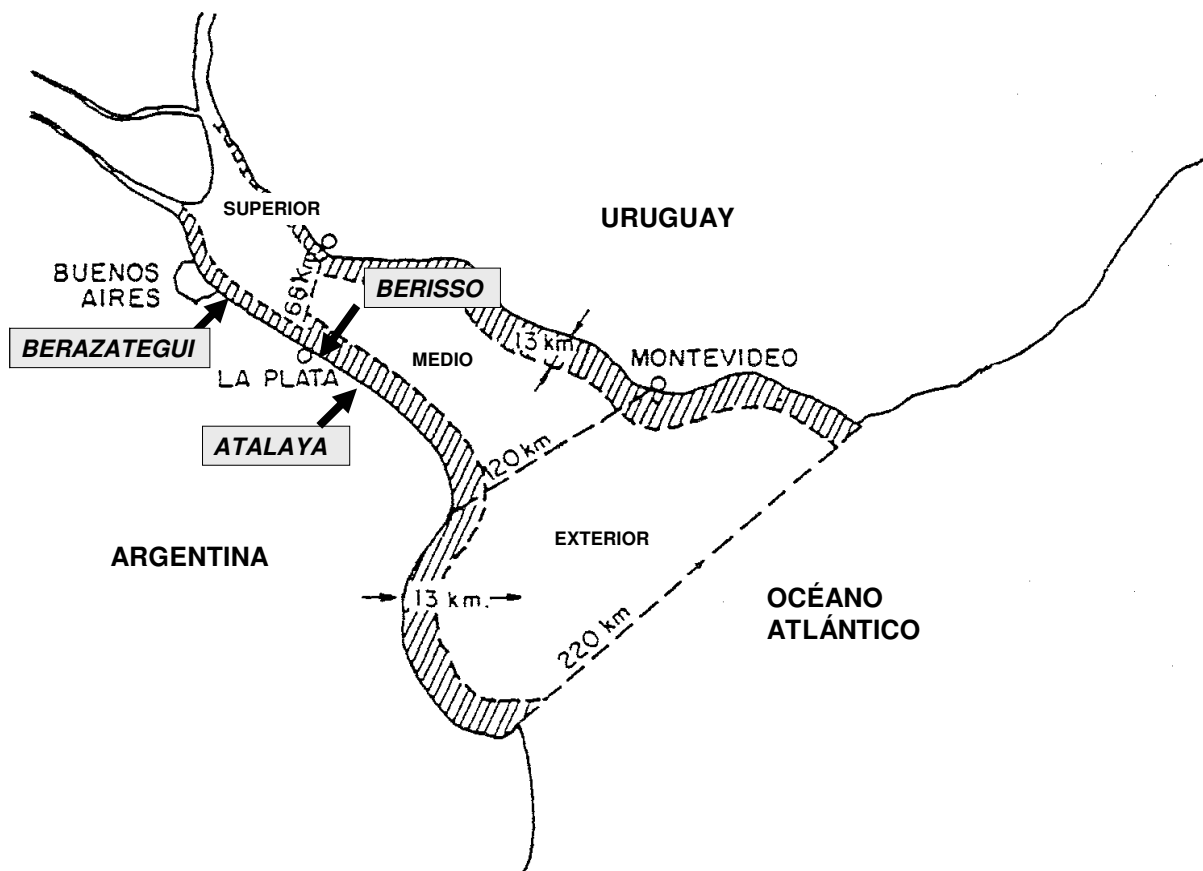 SUPERIOR
URUGUAY
BUENOS
AIRES
66 Km
BERISSO
BERAZATEGUI
LA PLATA
MEDIO
13 km
MONTEVIDEO
ATALAYA
120 km
ARGENTINA
EXTERIOR
13 km.
220 km
OCÉANO
ATLÁNTICO